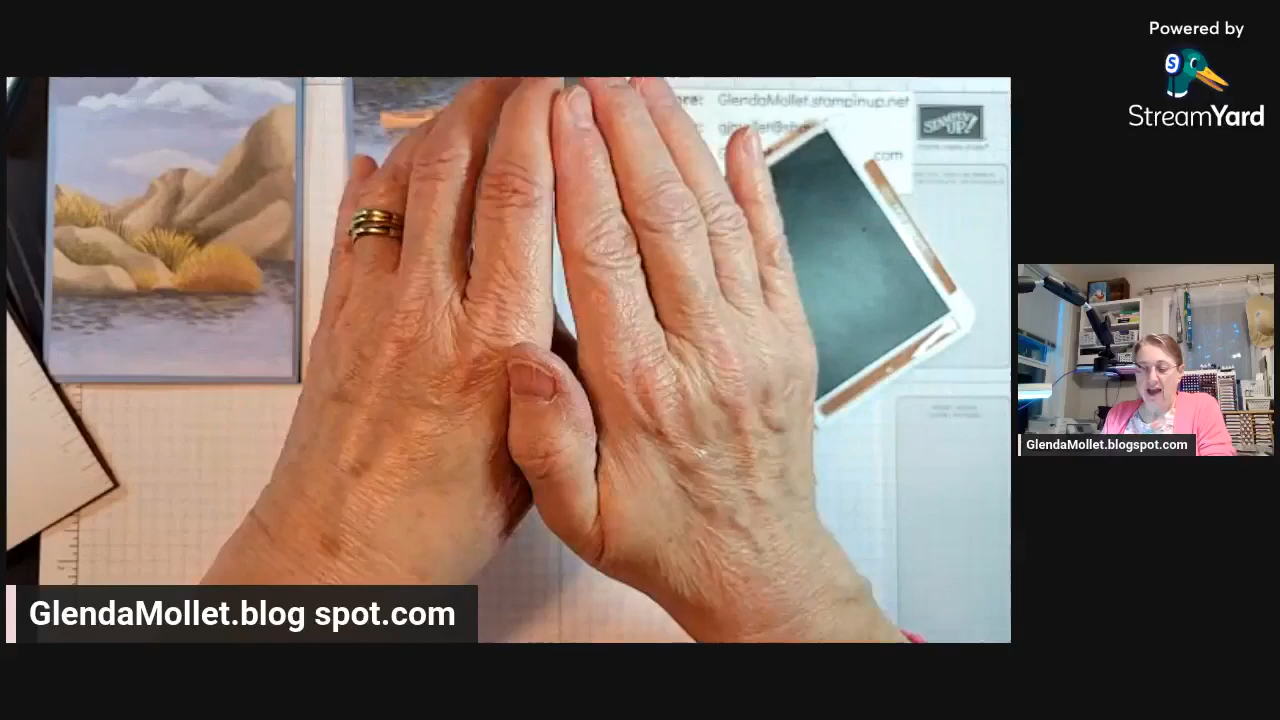 Powered by
S
StreamYard
GlendaMollet.stampinup.net
STAMPIN' UP!
com
GlendaMollet.blogspot.com
GlendaMollet.blog spot.com